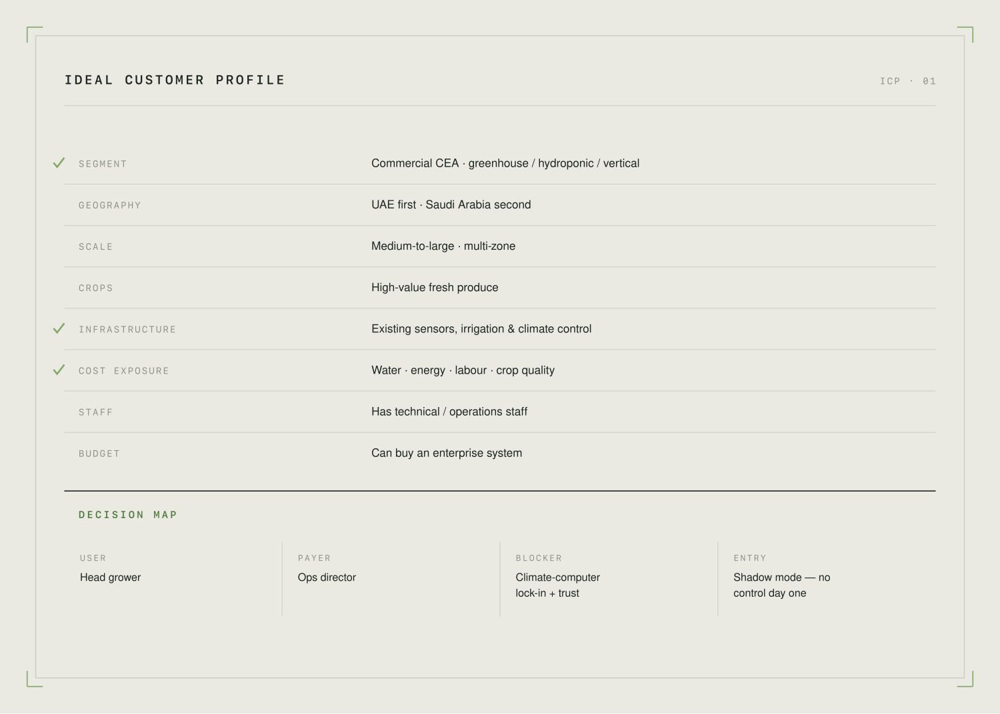 IDEAL CUSTOMER PROFILE
ICP · 01
SEGMENT
Commercial CEA · greenhouse / hydroponic / vertical
GEOGRAPHY
UAE first · Saudi Arabia second
SCALE
Medium-to-large · multi-zone
CROPS
High-value fresh produce
INFRASTRUCTURE
Existing sensors, irrigation & climate control
COST EXPOSURE
Water · energy · labour · crop quality
STAFF
Has technical / operations staff
BUDGET
Can buy an enterprise system
DECISION MAP
USER
Head grower
PAYER
Ops director
BLOCKER
Climate-computer
lock-in + trust
ENTRY
Shadow mode — no
control day one